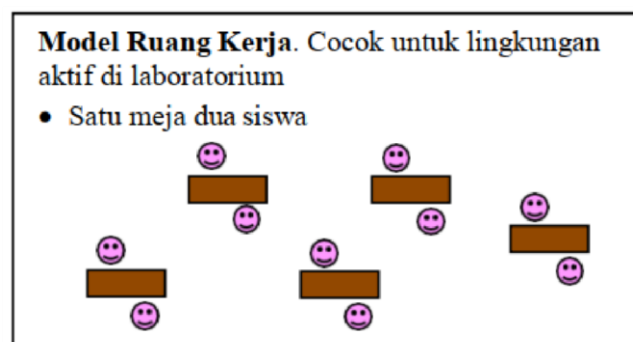 Model Ruang Kerja. Cocok untuk lingkungan
aktif di laboratorium
• Satu meja dua siswa